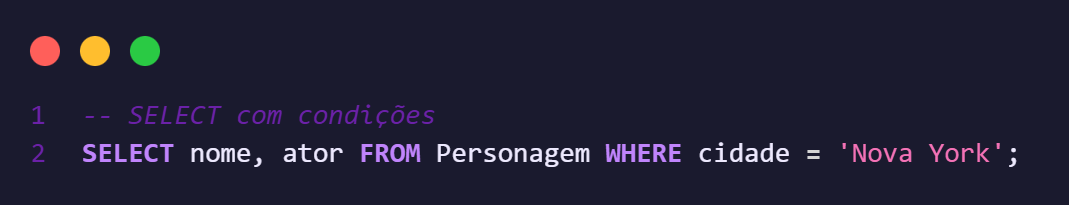 1 -- SELECT com condições
2 SELECT nome, ator FROM Personagem WHERE cidade = 'Nova York';